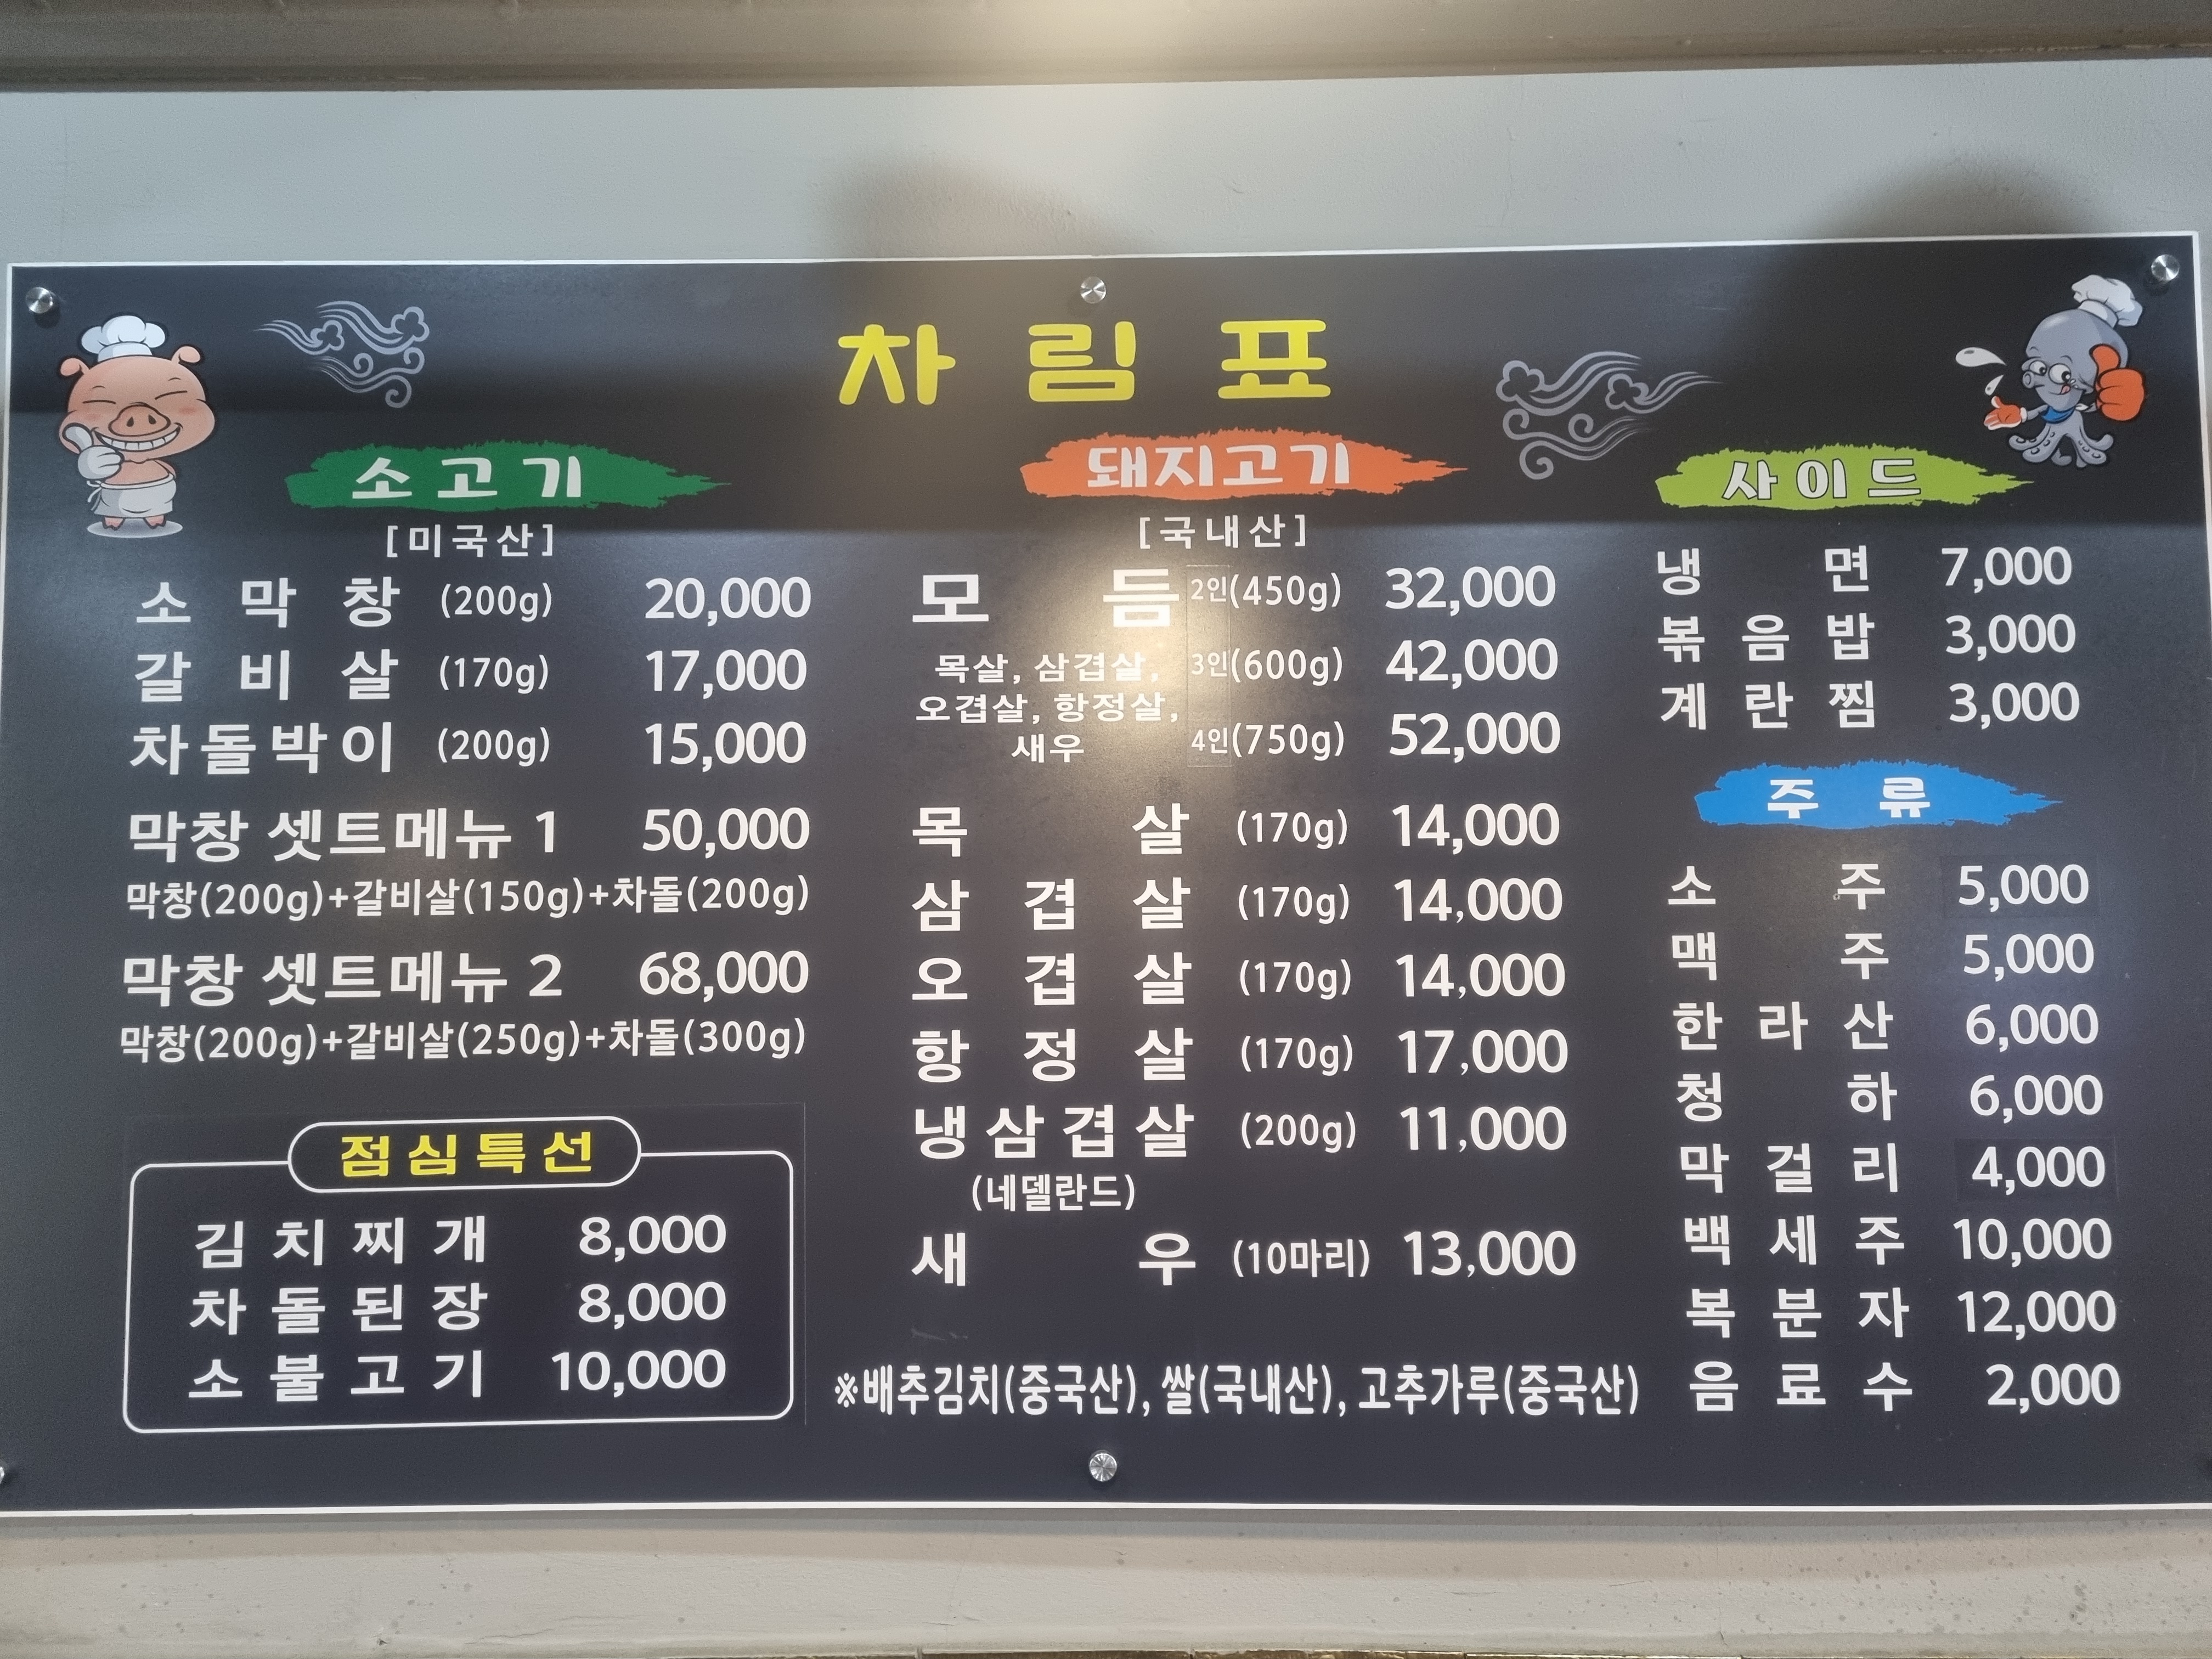 차림표
소고기
[미국산]
소막창 (200g) 20,000
갈비살 (170g) 17,000
차돌박이 (200g) 15,000
막창 셋트메뉴 1 50,000
막창(200g)+갈비살(150g)+차돌(200g)
막창 셋트메뉴 2 68,000
막창(200g)+갈비살(250g)+차돌(300g)
점심특선
김치찌개 8,000
차돌된장 8,000
소불고기 10,000
돼지고기
[국내산]
모듬 2인(450g) 32,000
목살, 삼겹살, 3인(600g) 42,000
오겹살, 항정살,
새우 4인(750g) 52,000
목살 (170g) 14,000
삼겹살 (170g) 14,000
오겹살 (170g) 14,000
항정살 (170g) 17,000
냉삼겹살 (200g) 11,000
(네델란드)
새우 (10마리) 13,000
※배추김치(중국산), 쌀(국내산), 고추가루(중국산)
사이드
냉면 7,000
볶음밥 3,000
계란찜 3,000
주류
소주 5,000
맥주 5,000
한라산 6,000
청하 6,000
막걸리 4,000
백세주 10,000
복분자 12,000
음료수 2,000